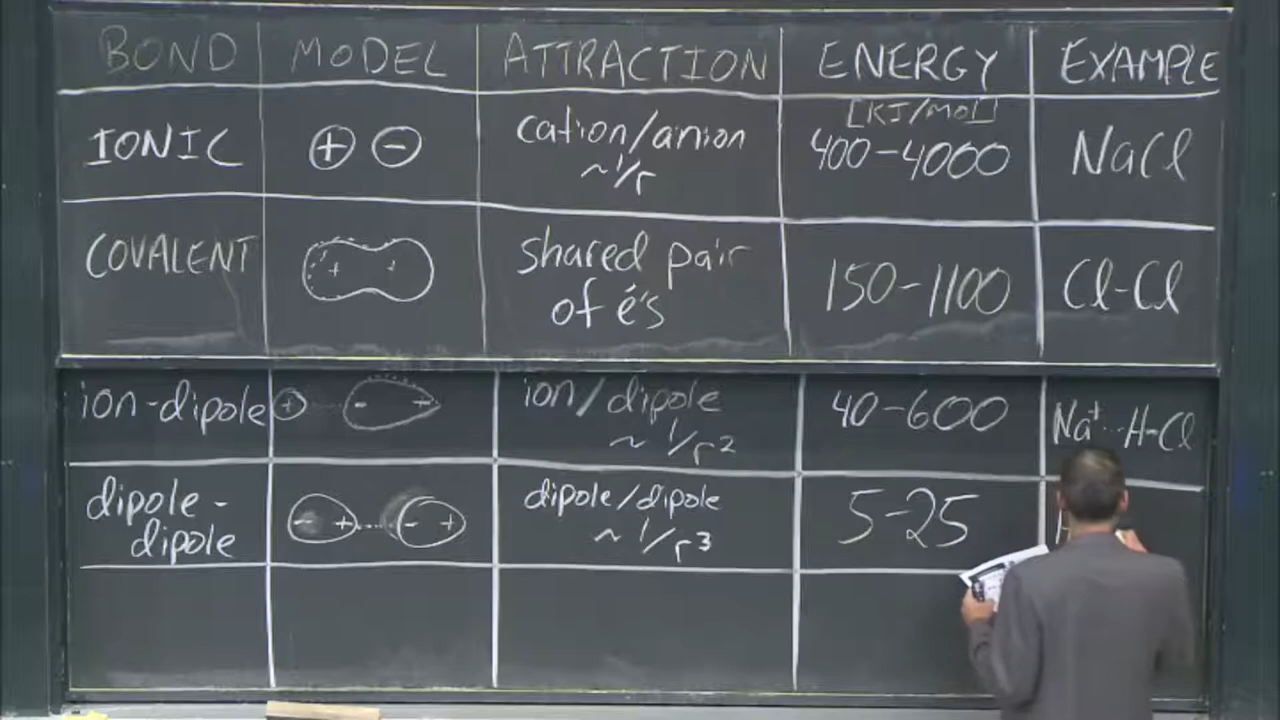 BOND MODEL ATTRACTION ENERGY EXAMPLE
[KJ/MOL]
IONIC + - cation/anion 400-4000 NaCl
~1/r
COVALENT + + shared pair 150-1100 Cl-Cl
of é's
ion-dipole + - + ion/dipole 40-600 Na⁺...H-Cl
~ 1/r²
dipole- - + - + dipole/dipole 5-25
dipole ~ 1/r³